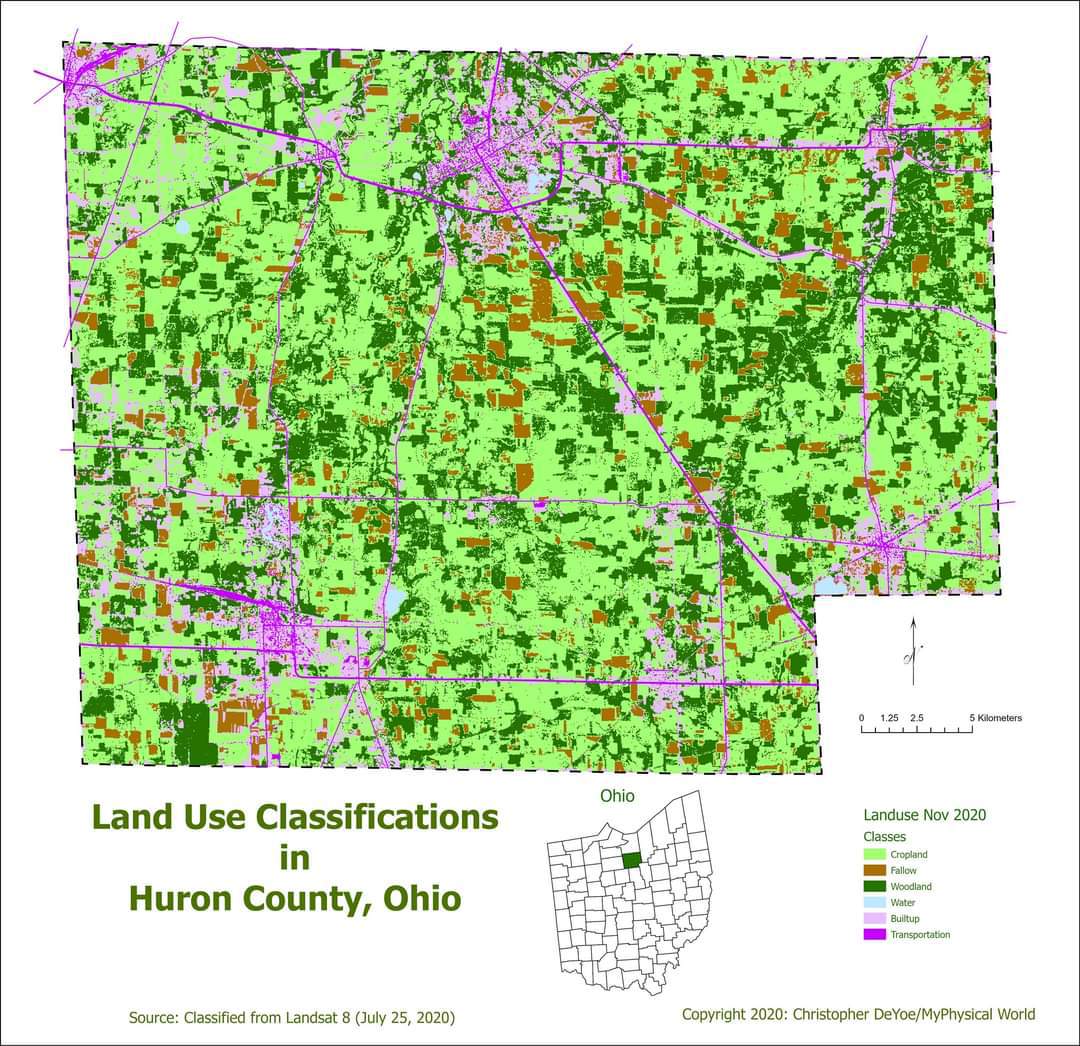 Land Use Classifications
in
Huron County, Ohio
Ohio
0 1.25 2.5 5 Kilometers
Landuse Nov 2020
Classes
Cropland
Fallow
Woodland
Water
Builtup
Transportation
Source: Classified from Landsat 8 (July 25, 2020)
Copyright 2020: Christopher DeYoe/MyPhysical World